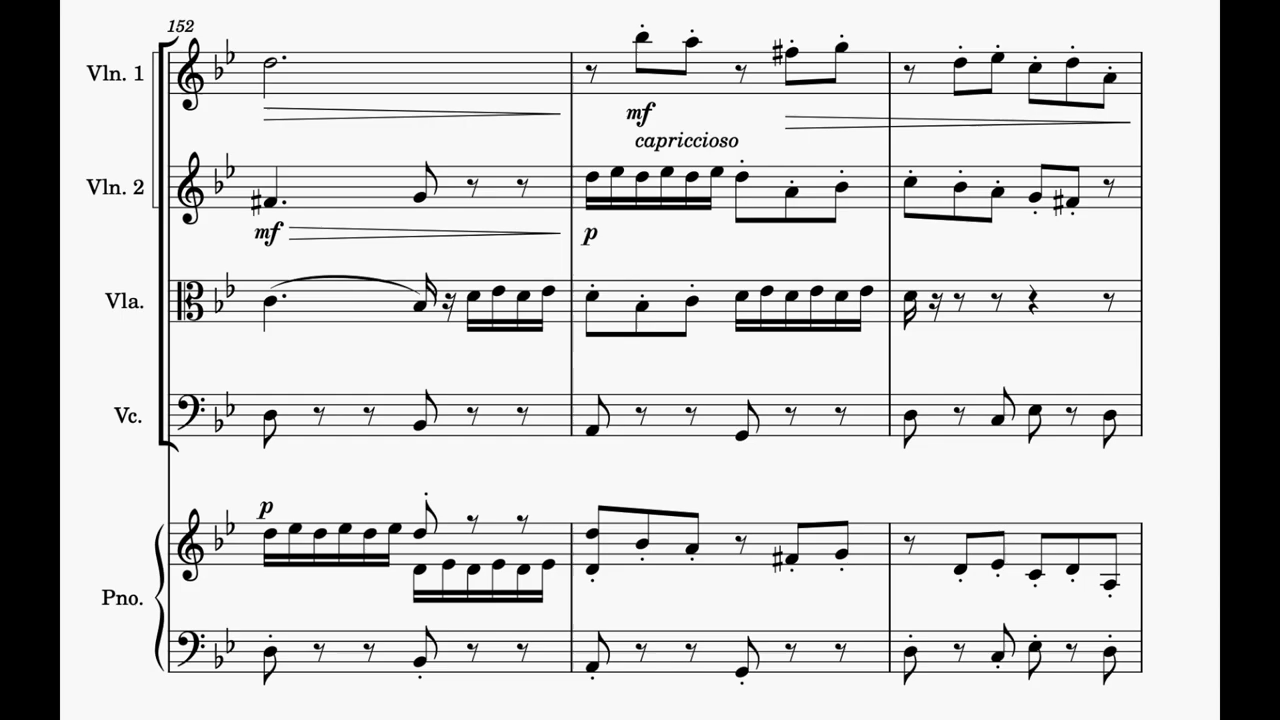 152
Vln. 1
mf
capriccioso
Vln. 2
mf
p
Vla.
Vc.
p
Pno.